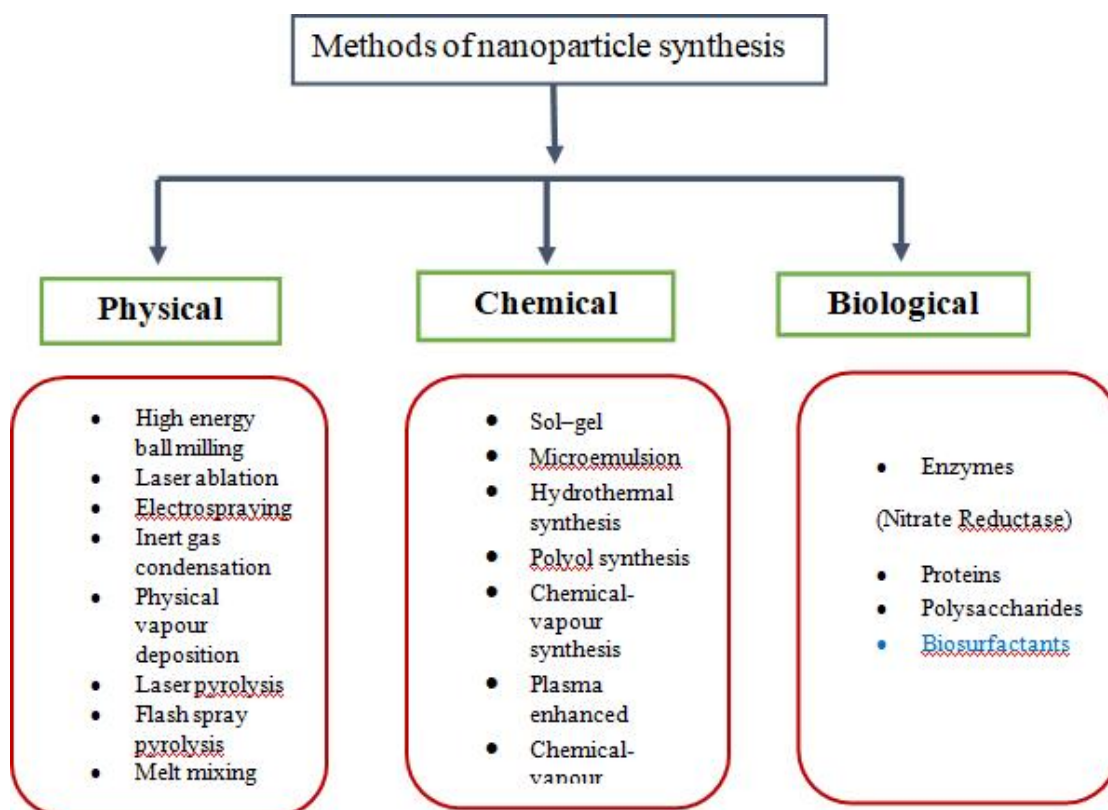 Methods of nanoparticle synthesis
Physical
Chemical
Biological
• High energy
ball milling
• Laser ablation
• Electrospraying
• Inert gas
condensation
• Physical
vapour
deposition
• Laser pyrolysis
• Flash spray
pyrolysis
• Melt mixing
• Sol–gel
• Microemulsion
• Hydrothermal
synthesis
• Polyol synthesis
• Chemical-
vapour
synthesis
• Plasma
enhanced
• Chemical-
vapour
• Enzymes
(Nitrate Reductase)
• Proteins
• Polysaccharides
• Biosurfactants